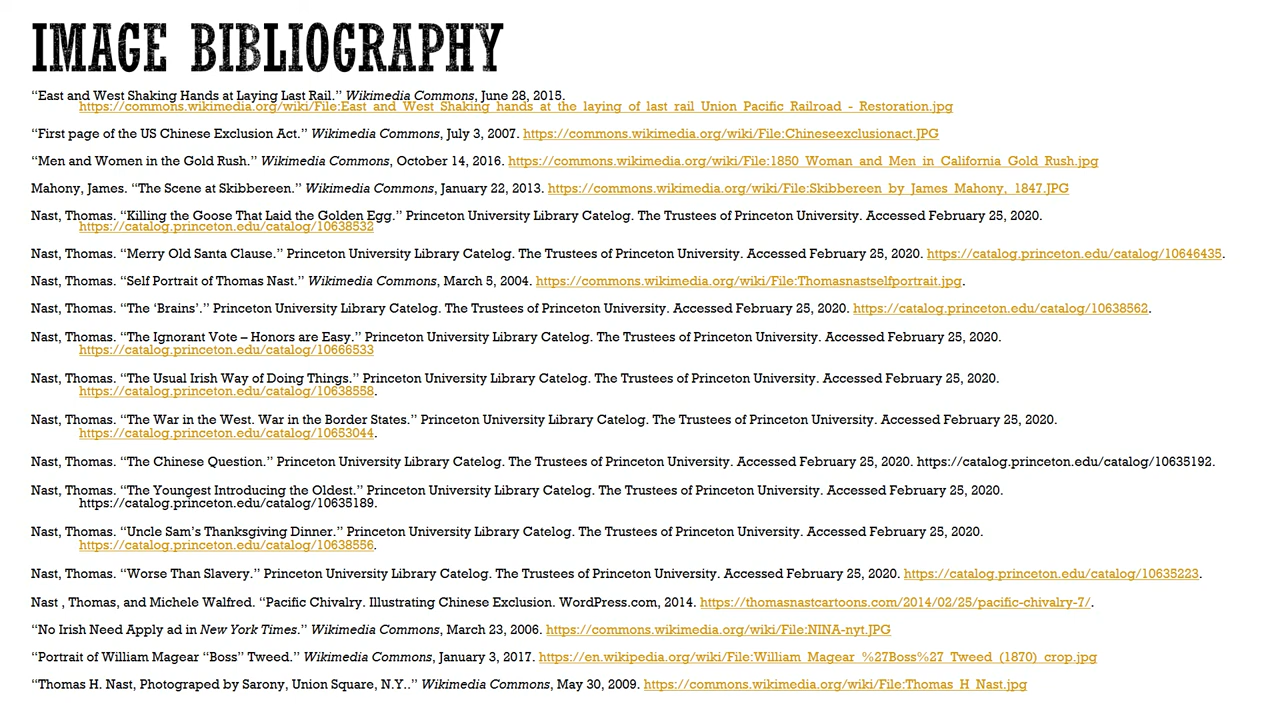 IMAGE BIBLIOGRAPHY
“East and West Shaking Hands at Laying Last Rail.” Wikimedia Commons, June 28, 2015.
https://commons.wikimedia.org/wiki/File:East_and_West_Shaking_hands_at_the_laying_of_last_rail_Union_Pacific_Railroad_-_Restoration.jpg
“First page of the US Chinese Exclusion Act.” Wikimedia Commons, July 3, 2007. https://commons.wikimedia.org/wiki/File:Chineseexclusionact.JPG
“Men and Women in the Gold Rush.” Wikimedia Commons, October 14, 2016. https://commons.wikimedia.org/wiki/File:1850_Woman_and_Men_in_California_Gold_Rush.jpg
Mahony, James. “The Scene at Skibbereen.” Wikimedia Commons, January 22, 2013. https://commons.wikimedia.org/wiki/File:Skibbereen_by_James_Mahony,_1847.JPG
Nast, Thomas. “Killing the Goose That Laid the Golden Egg.” Princeton University Library Catelog. The Trustees of Princeton University. Accessed February 25, 2020.
https://catalog.princeton.edu/catalog/10638532
Nast, Thomas. “Merry Old Santa Clause.” Princeton University Library Catelog. The Trustees of Princeton University. Accessed February 25, 2020. https://catalog.princeton.edu/catalog/10646435.
Nast, Thomas. “Self Portrait of Thomas Nast.” Wikimedia Commons, March 5, 2004. https://commons.wikimedia.org/wiki/File:Thomasnastselfportrait.jpg.
Nast, Thomas. “The ‘Brains’.” Princeton University Library Catelog. The Trustees of Princeton University. Accessed February 25, 2020. https://catalog.princeton.edu/catalog/10638562.
Nast, Thomas. “The Ignorant Vote – Honors are Easy.” Princeton University Library Catelog. The Trustees of Princeton University. Accessed February 25, 2020.
https://catalog.princeton.edu/catalog/10666533
Nast, Thomas. “The Usual Irish Way of Doing Things.” Princeton University Library Catelog. The Trustees of Princeton University. Accessed February 25, 2020.
https://catalog.princeton.edu/catalog/10638558.
Nast, Thomas. “The War in the West. War in the Border States.” Princeton University Library Catelog. The Trustees of Princeton University. Accessed February 25, 2020.
https://catalog.princeton.edu/catalog/10653044.
Nast, Thomas. “The Chinese Question.” Princeton University Library Catelog. The Trustees of Princeton University. Accessed February 25, 2020. https://catalog.princeton.edu/catalog/10635192.
Nast, Thomas. “The Youngest Introducing the Oldest.” Princeton University Library Catelog. The Trustees of Princeton University. Accessed February 25, 2020.
https://catalog.princeton.edu/catalog/10635189.
Nast, Thomas. “Uncle Sam’s Thanksgiving Dinner.” Princeton University Library Catelog. The Trustees of Princeton University. Accessed February 25, 2020.
https://catalog.princeton.edu/catalog/10638556.
Nast, Thomas. “Worse Than Slavery.” Princeton University Library Catelog. The Trustees of Princeton University. Accessed February 25, 2020. https://catalog.princeton.edu/catalog/10635223.
Nast , Thomas, and Michele Walfred. “Pacific Chivalry. Illustrating Chinese Exclusion. WordPress.com, 2014. https://thomasnastcartoons.com/2014/02/25/pacific-chivalry-7/.
“No Irish Need Apply ad in New York Times.” Wikimedia Commons, March 23, 2006. https://commons.wikimedia.org/wiki/File:NINA-nyt.JPG
“Portrait of William Magear “Boss” Tweed.” Wikimedia Commons, January 3, 2017. https://en.wikipedia.org/wiki/File:William_Magear_%27Boss%27_Tweed_(1870)_crop.jpg
“Thomas H. Nast, Photograped by Sarony, Union Square, N.Y..” Wikimedia Commons, May 30, 2009. https://commons.wikimedia.org/wiki/File:Thomas_H_Nast.jpg